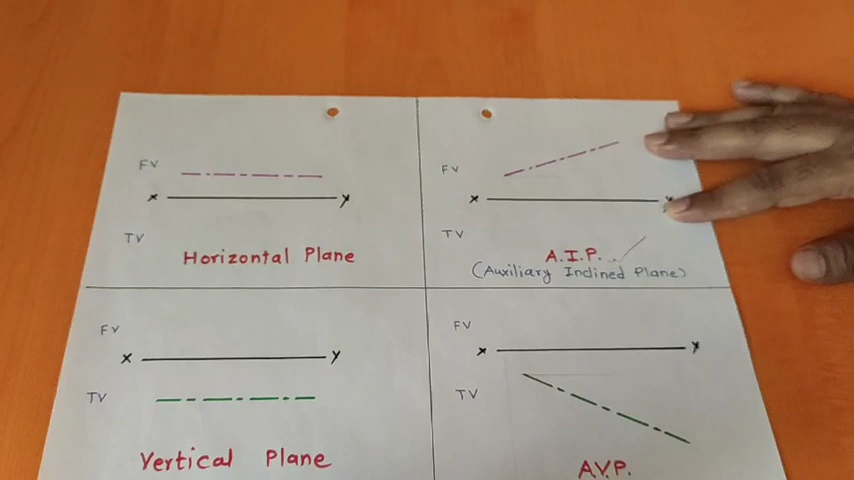 FV
X Y
TV
Horizontal Plane
FV
X Y
TV
A.I.P.
(Auxiliary Inclined Plane)
FV
X Y
TV
Vertical Plane
FV
X Y
TV
A.V.P.